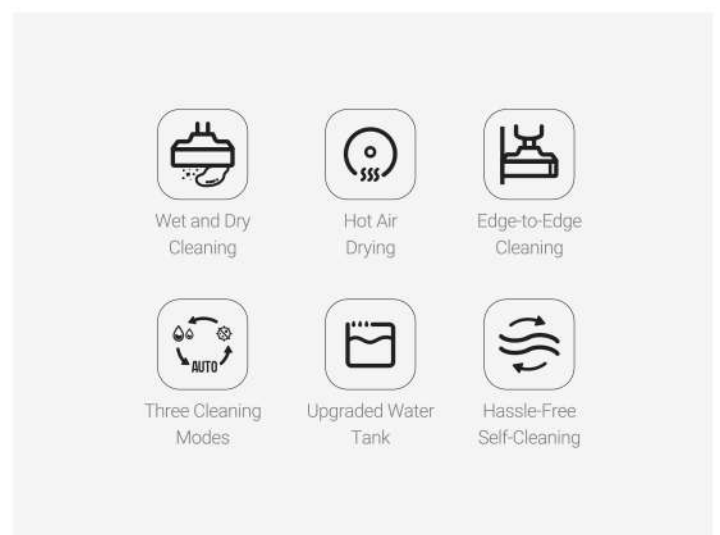 Wet and Dry
Cleaning
Hot Air
Drying
Edge-to-Edge
Cleaning
AUTO
Three Cleaning
Modes
Upgraded Water
Tank
Hassle-Free
Self-Cleaning